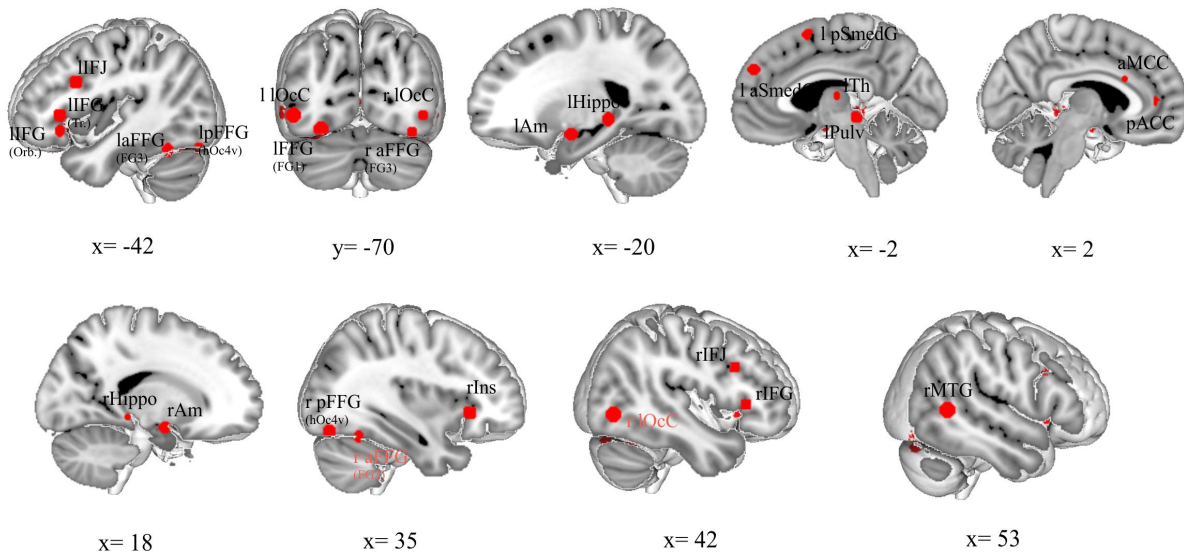 lIFJ
lIFG
(Tr.)
lIFG
(Orb.)
laFFG
(FG3)
lpFFG
(hOc4v)
x= -42
l lOcC
r lOcC
lFFG
(FG1)
r aFFG
(FG3)
y= -70
lHippo
lAm
x= -20
l pSmedG
l aSmedG
lTh
lPulv
x= -2
aMCC
pACC
x= 2
rHippo
rAm
x= 18
rIns
r pFFG
(hOc4v)
r aFFG
x= 35
rIFJ
rIFG
r lOcC
x= 42
rMTG
x= 53